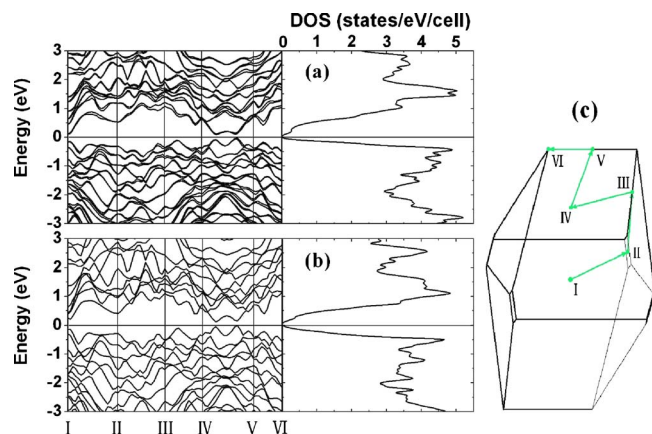 DOS (states/eV/cell)
0 1 2 3 4 5
3
2
1
0
-1
-2
-3
Energy (eV)
(a)
3
2
1
0
-1
-2
-3
Energy (eV)
(b)
I II III IV V VI 0
(c)
VI V
III
IV
II
I